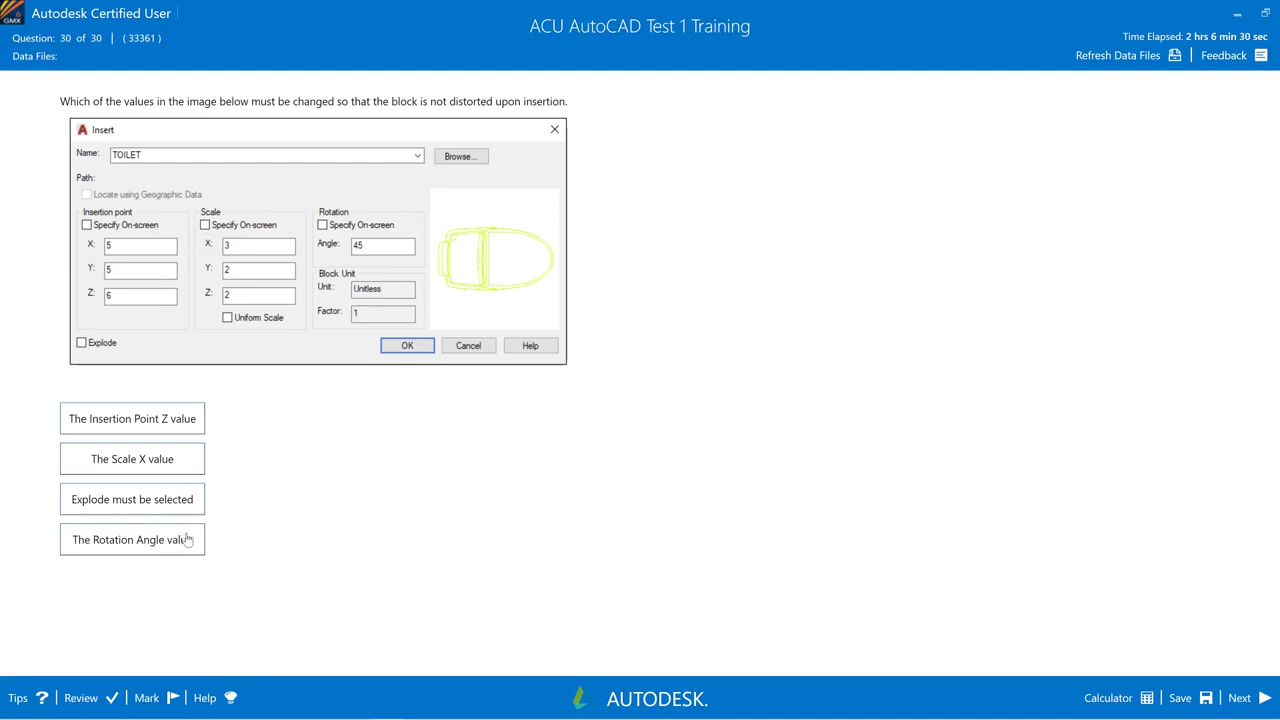 GMX
6
Autodesk Certified User
Question: 30 of 30 | ( 33361 )
Data Files:
ACU AutoCAD Test 1 Training
Time Elapsed: 2 hrs 6 min 30 sec
Refresh Data Files
Feedback
Which of the values in the image below must be changed so that the block is not distorted upon insertion.
A Insert
Name: TOILET
Browse...
Path:
Locate using Geographic Data
Insertion point
Specify On-screen
X: 5
Y: 5
Z: 6
Scale
Specify On-screen
X: 3
Y: 2
Z: 2
Uniform Scale
Rotation
Specify On-screen
Angle: 45
Block Unit
Unit: Unitless
Factor: 1
Explode
OK
Cancel
Help
The Insertion Point Z value
The Scale X value
Explode must be selected
The Rotation Angle value
Tips ?
Review
Mark
Help
AUTODESK.
Calculator
Save
Next